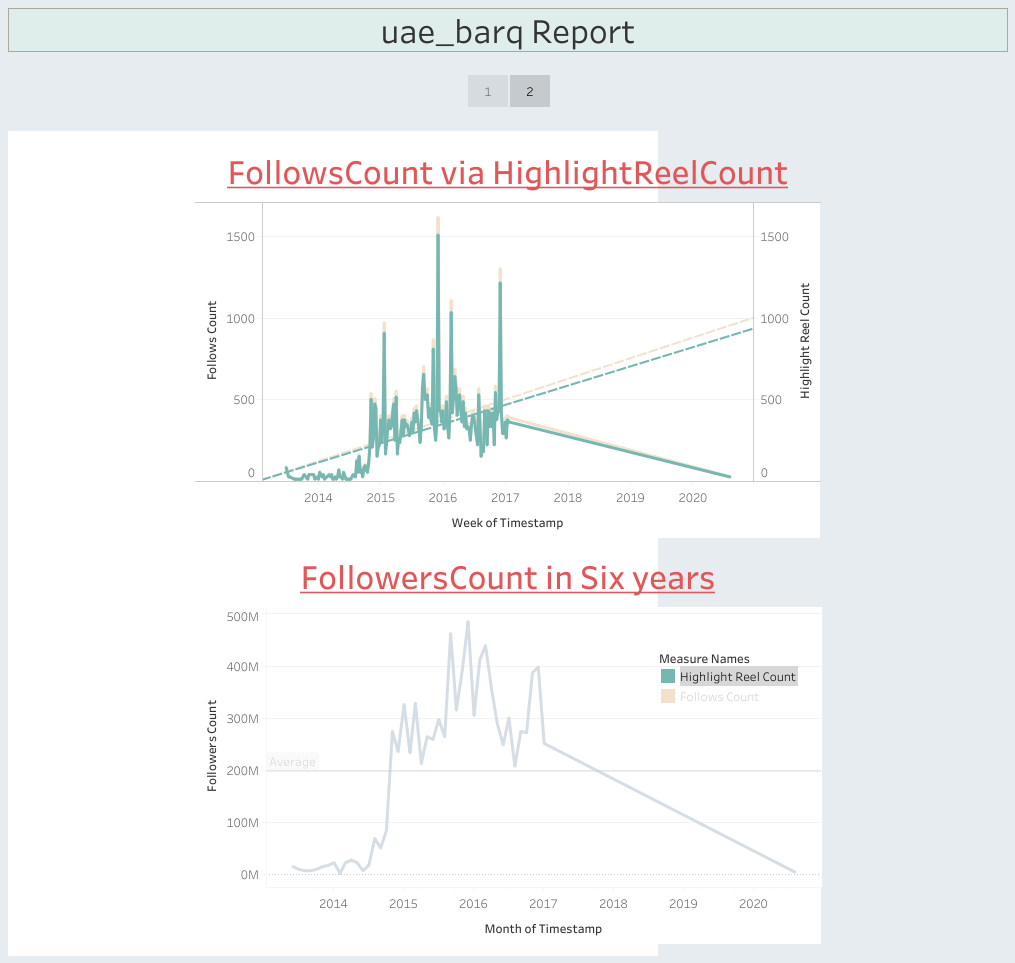 uae_barq Report
1 2
FollowsCount via HighlightReelCount
1500 1500
1000 1000
500 500
0 0
Follows Count
Highlight Reel Count
2014 2015 2016 2017 2018 2019 2020
Week of Timestamp
FollowersCount in Six years
500M
400M
300M
200M
100M
0M
Followers Count
Average
Measure Names
Highlight Reel Count
Follows Count
2014 2015 2016 2017 2018 2019 2020
Month of Timestamp